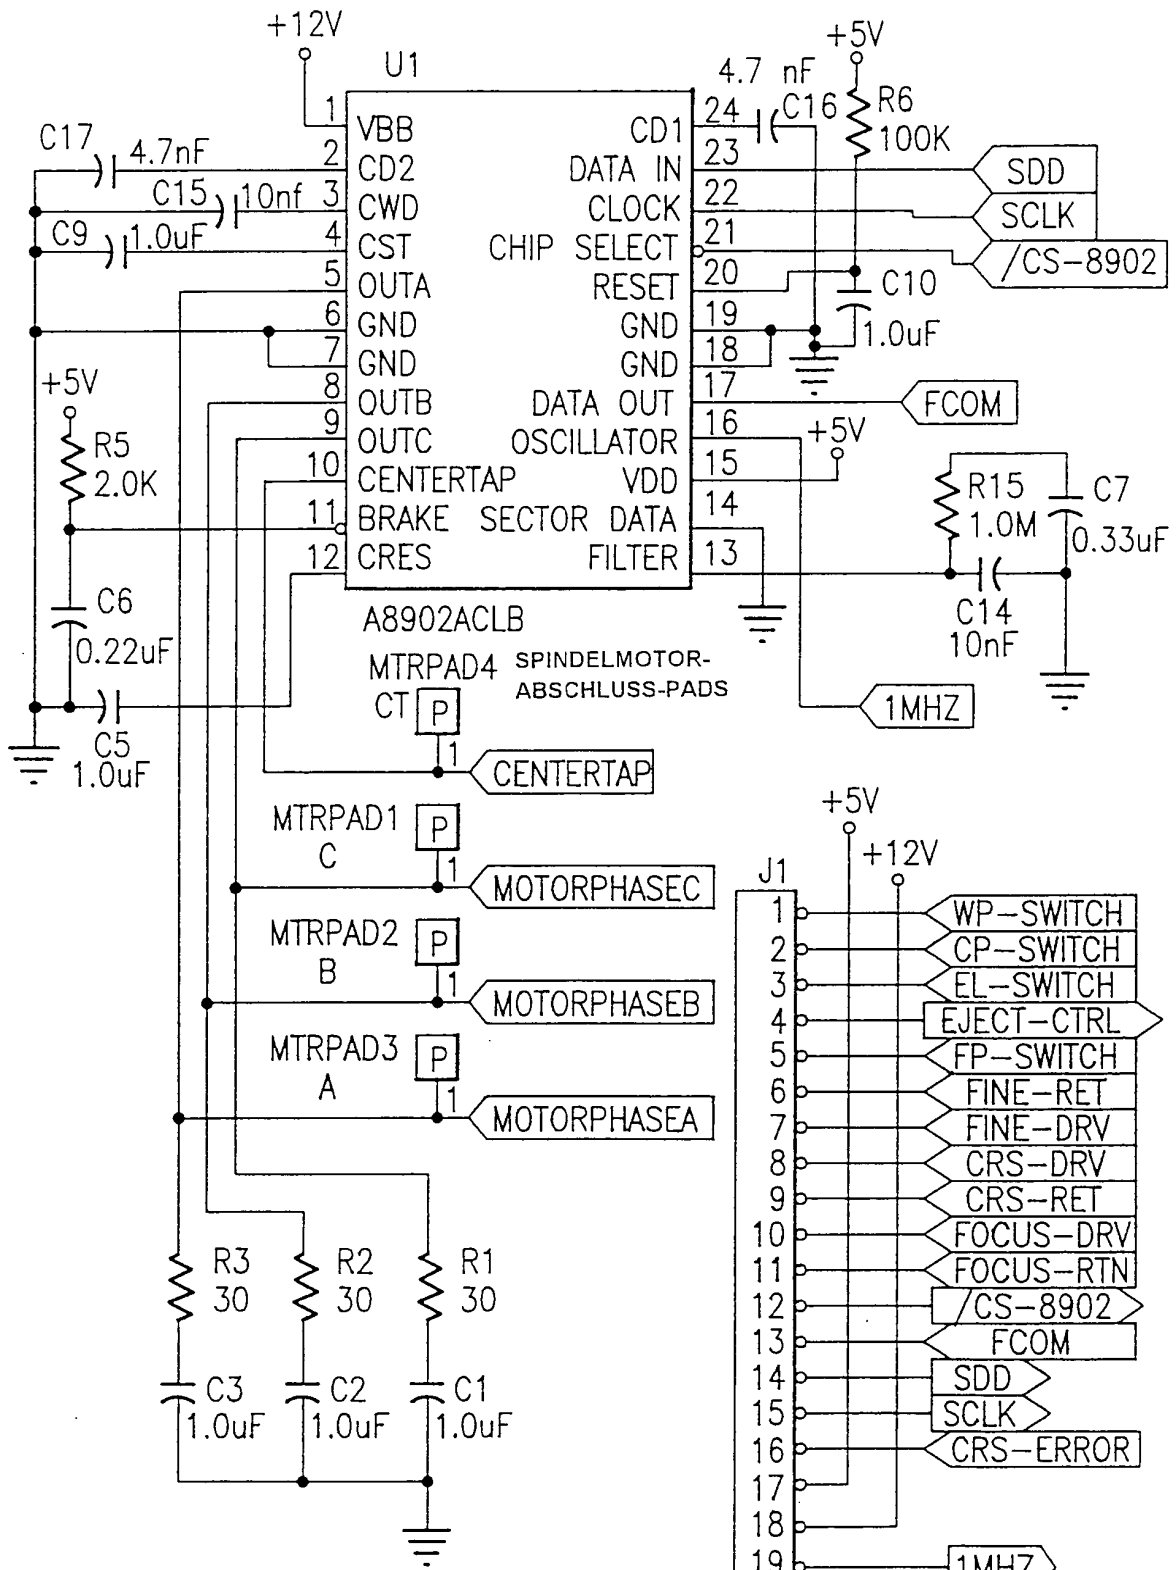 +12V
U1
+5V
4.7 nF
C16
R6
100K
C17
4.7nF
C15
10nf
C9
1.0uF
1 VBB
2 CD2
3 CWD
4 CST
5 OUTA
6 GND
7 GND
8 OUTB
9 OUTC
10 CENTERTAP
11 BRAKE
12 CRES
24 CD1
23 DATA IN
22 CLOCK
21 CHIP SELECT
20 RESET
19 GND
18 GND
17 DATA OUT
16 OSCILLATOR
15 VDD
14 SECTOR DATA
13 FILTER
SDD
SCLK
/CS-8902
C10
1.0uF
FCOM
+5V
+5V
R5
2.0K
R15
1.0M
C7
0.33uF
C14
10nF
C6
0.22uF
C5
1.0uF
A8902ACLB
1MHZ
MTRPAD4
CT
P
1
SPINDELMOTOR-
ABSCHLUSS-PADS
CENTERTAP
MTRPAD1
C
P
1
MOTORPHASEC
MTRPAD2
B
P
1
MOTORPHASEB
MTRPAD3
A
P
1
MOTORPHASEA
R3
30
R2
30
R1
30
C3
1.0uF
C2
1.0uF
C1
1.0uF
+5V
+12V
J1
1 WP-SWITCH
2 CP-SWITCH
3 EL-SWITCH
4 EJECT-CTRL
5 FP-SWITCH
6 FINE-RET
7 FINE-DRV
8 CRS-DRV
9 CRS-RET
10 FOCUS-DRV
11 FOCUS-RTN
12 /CS-8902
13 FCOM
14 SDD
15 SCLK
16 CRS-ERROR
17
18
19 1MHZ